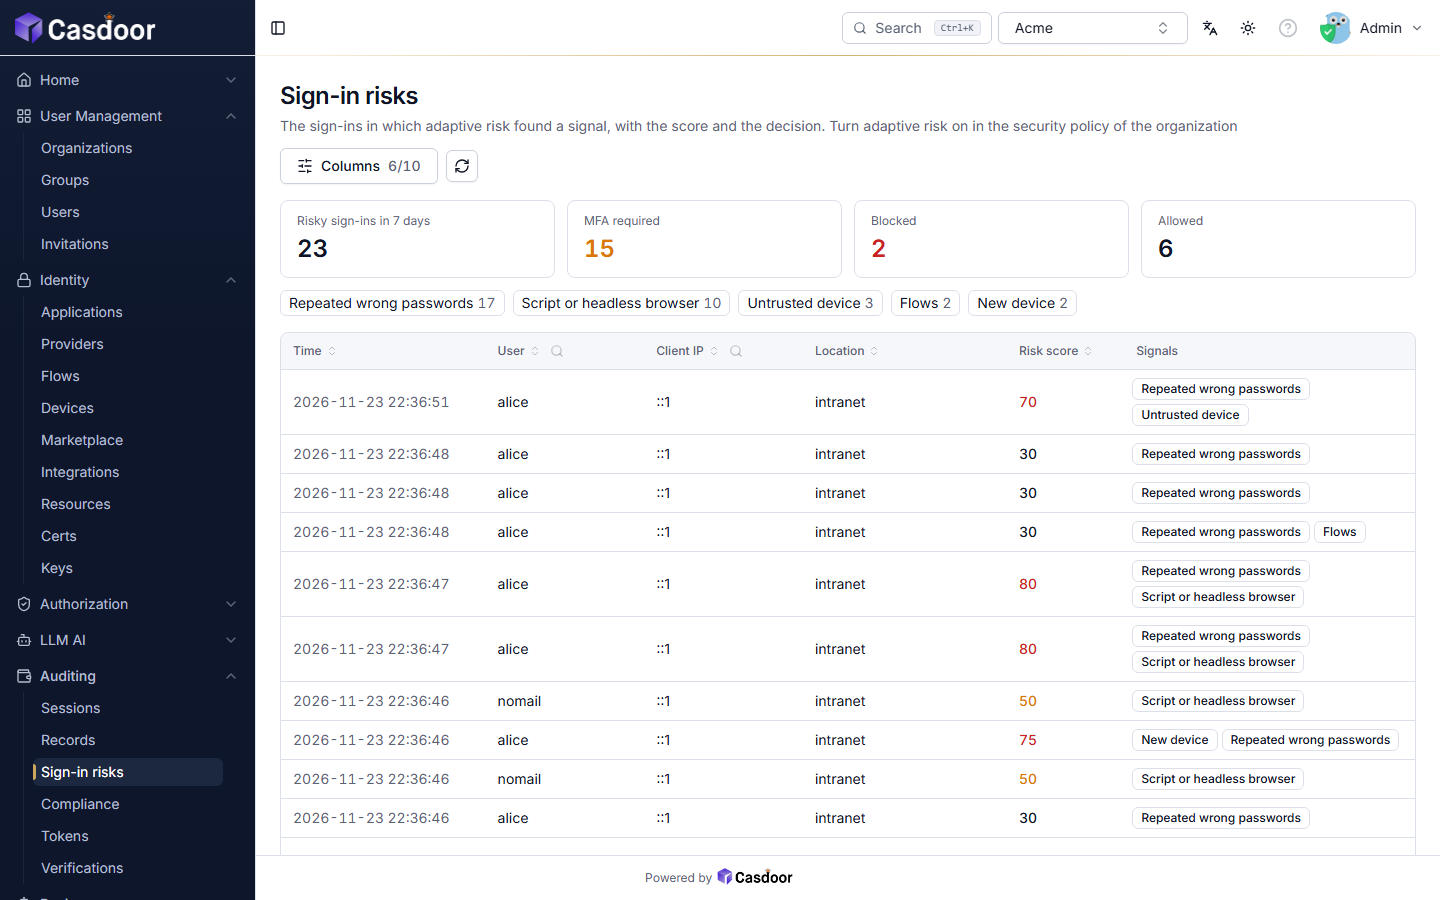 Casdoor
Search Ctrl+K
Acme
Admin
Home
User Management
Organizations
Groups
Users
Invitations
Identity
Applications
Providers
Flows
Devices
Marketplace
Integrations
Resources
Certs
Keys
Authorization
LLM AI
Auditing
Sessions
Records
Sign-in risks
Compliance
Tokens
Verifications
Sign-in risks
The sign-ins in which adaptive risk found a signal, with the score and the decision. Turn adaptive risk on in the security policy of the organization
Columns 6/10
Risky sign-ins in 7 days
23
MFA required
15
Blocked
2
Allowed
6
Repeated wrong passwords 17
Script or headless browser 10
Untrusted device 3
Flows 2
New device 2
Time User Client IP Location Risk score Signals
2026-11-23 22:36:51 alice ::1 intranet 70 Repeated wrong passwords
Untrusted device
2026-11-23 22:36:48 alice ::1 intranet 30 Repeated wrong passwords
2026-11-23 22:36:48 alice ::1 intranet 30 Repeated wrong passwords
2026-11-23 22:36:48 alice ::1 intranet 30 Repeated wrong passwords Flows
2026-11-23 22:36:47 alice ::1 intranet 80 Repeated wrong passwords
Script or headless browser
2026-11-23 22:36:47 alice ::1 intranet 80 Repeated wrong passwords
Script or headless browser
2026-11-23 22:36:46 nomail ::1 intranet 50 Script or headless browser
2026-11-23 22:36:46 alice ::1 intranet 75 New device Repeated wrong passwords
2026-11-23 22:36:46 nomail ::1 intranet 50 Script or headless browser
2026-11-23 22:36:46 alice ::1 intranet 30 Repeated wrong passwords
Powered by Casdoor